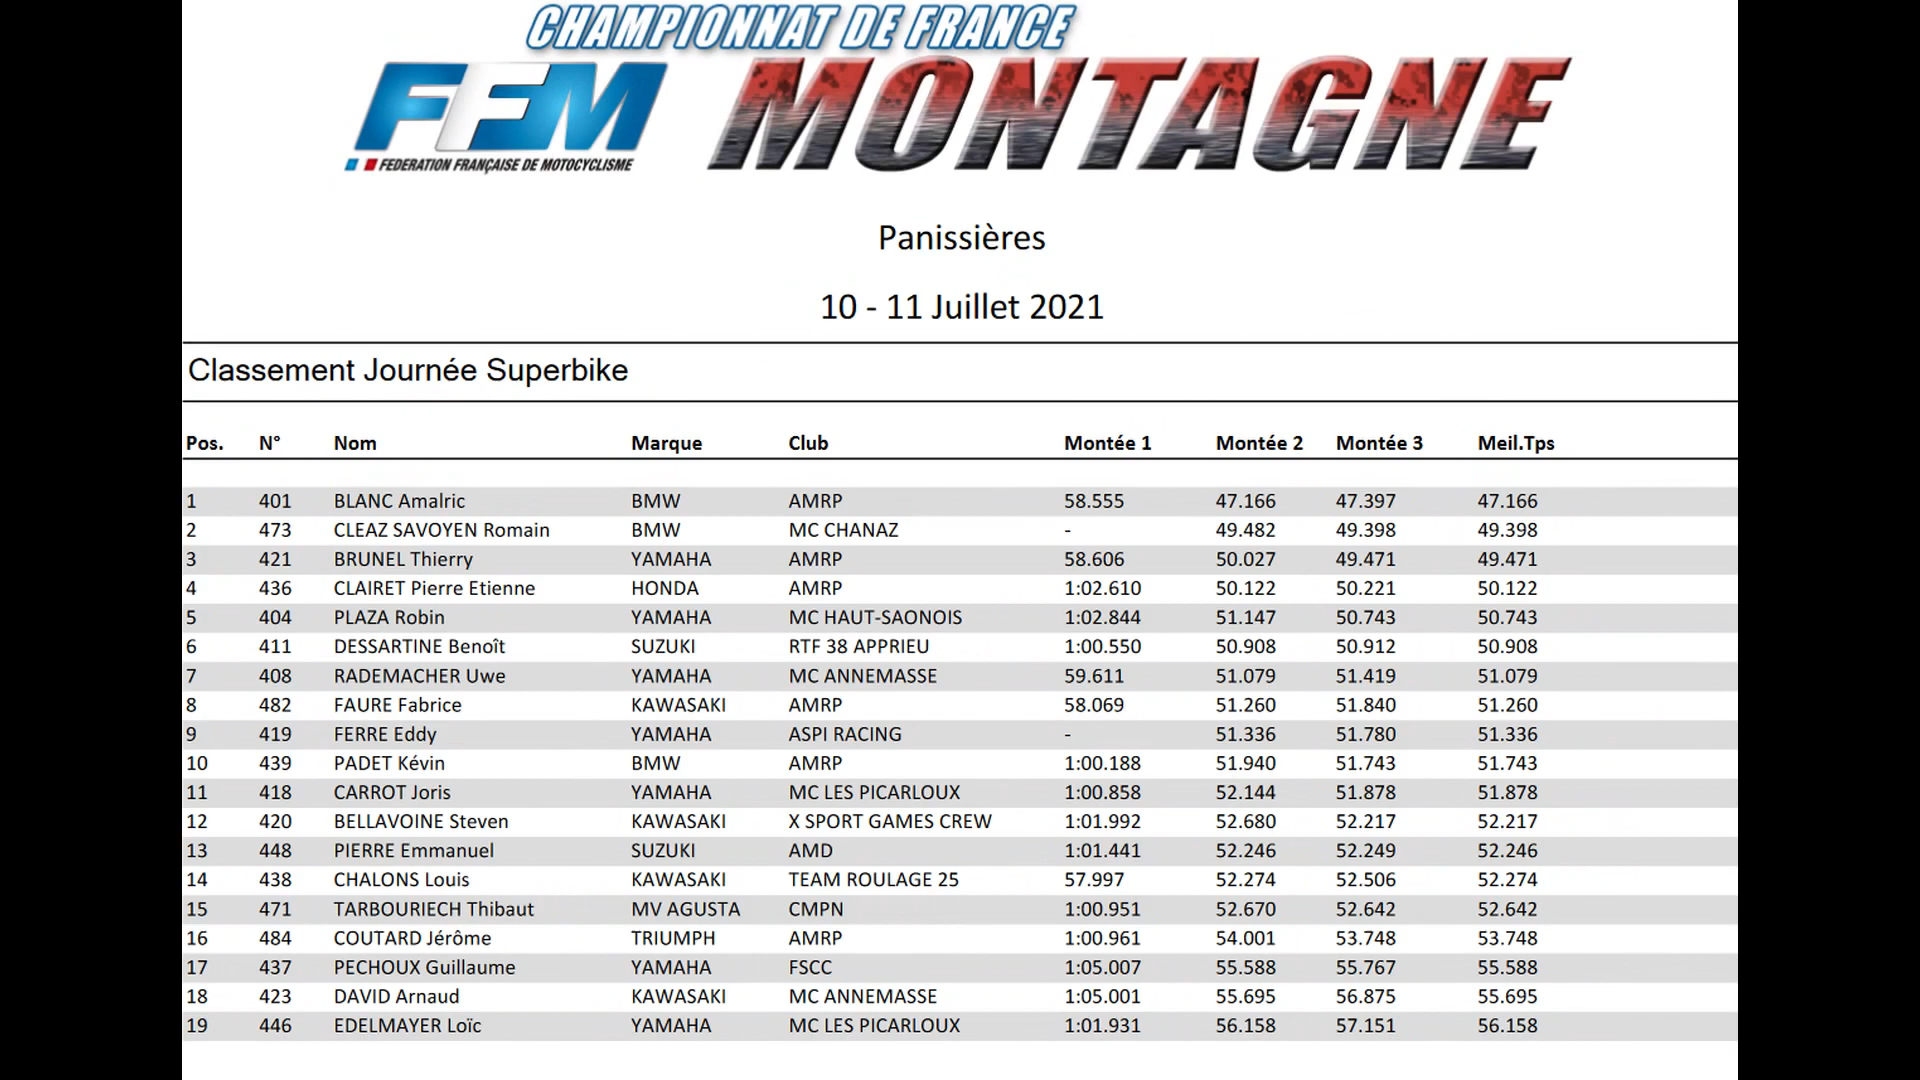 CHAMPIONNAT DE FRANCE
FFM MONTAGNE
FEDERATION FRANÇAISE DE MOTOCYCLISME
Panissières
10 - 11 Juillet 2021
Classement Journée Superbike
Pos. N° Nom Marque Club Montée 1 Montée 2 Montée 3 Meil.Tps
1 401 BLANC Amalric BMW AMRP 58.555 47.166 47.397 47.166
2 473 CLEAZ SAVOYEN Romain BMW MC CHANAZ - 49.482 49.398 49.398
3 421 BRUNEL Thierry YAMAHA AMRP 58.606 50.027 49.471 49.471
4 436 CLAIRET Pierre Etienne HONDA AMRP 1:02.610 50.122 50.221 50.122
5 404 PLAZA Robin YAMAHA MC HAUT-SAONOIS 1:02.844 51.147 50.743 50.743
6 411 DESSARTINE Benoît SUZUKI RTF 38 APPRIEU 1:00.550 50.908 50.912 50.908
7 408 RADEMACHER Uwe YAMAHA MC ANNEMASSE 59.611 51.079 51.419 51.079
8 482 FAURE Fabrice KAWASAKI AMRP 58.069 51.260 51.840 51.260
9 419 FERRE Eddy YAMAHA ASPI RACING - 51.336 51.780 51.336
10 439 PADET Kévin BMW AMRP 1:00.188 51.940 51.743 51.743
11 418 CARROT Joris YAMAHA MC LES PICARLOUX 1:00.858 52.144 51.878 51.878
12 420 BELLAVOINE Steven KAWASAKI X SPORT GAMES CREW 1:01.992 52.680 52.217 52.217
13 448 PIERRE Emmanuel SUZUKI AMD 1:01.441 52.246 52.249 52.246
14 438 CHALONS Louis KAWASAKI TEAM ROULAGE 25 57.997 52.274 52.506 52.274
15 471 TARBOURIECH Thibaut MV AGUSTA CMPN 1:00.951 52.670 52.642 52.642
16 484 COUTARD Jérôme TRIUMPH AMRP 1:00.961 54.001 53.748 53.748
17 437 PECHOUX Guillaume YAMAHA FSCC 1:05.007 55.588 55.767 55.588
18 423 DAVID Arnaud KAWASAKI MC ANNEMASSE 1:05.001 55.695 56.875 55.695
19 446 EDELMAYER Loïc YAMAHA MC LES PICARLOUX 1:01.931 56.158 57.151 56.158